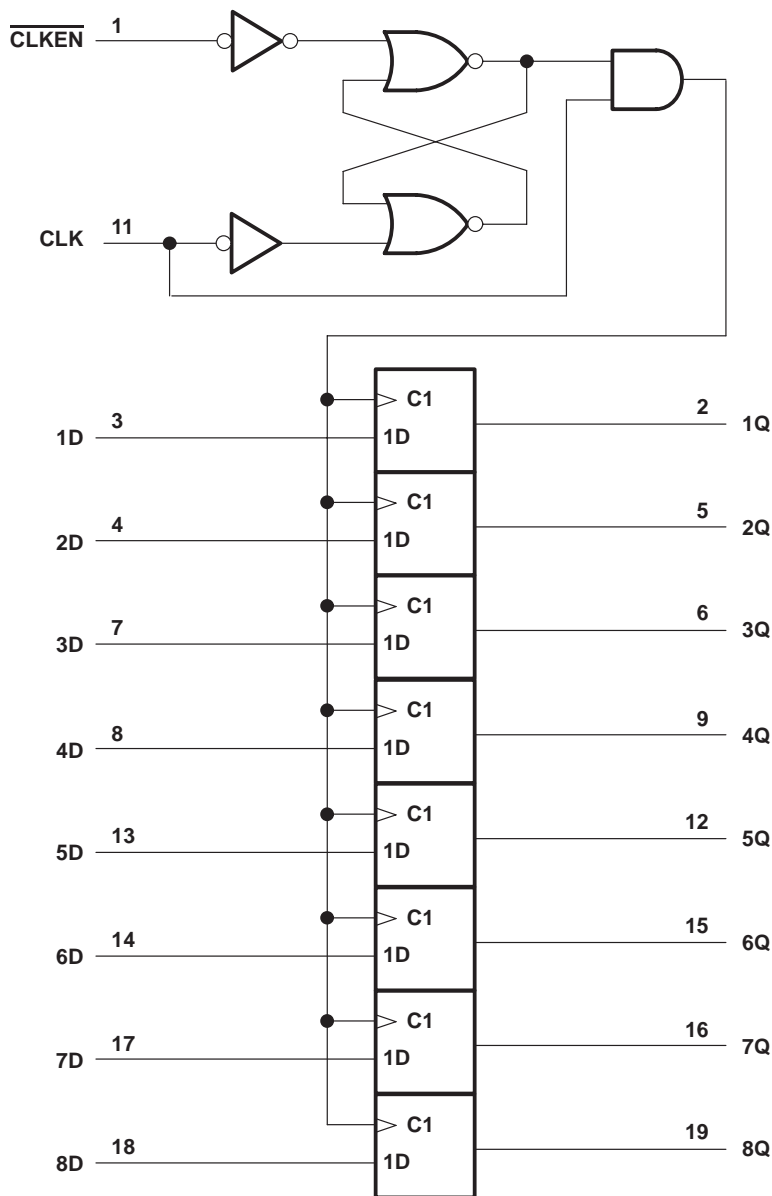 CLKEN 1
CLK 11
C1
1D 3 1D 2 1Q
C1
2D 4 1D 5 2Q
C1
3D 7 1D 6 3Q
C1
4D 8 1D 9 4Q
C1
5D 13 1D 12 5Q
C1
6D 14 1D 15 6Q
C1
7D 17 1D 16 7Q
C1
8D 18 1D 19 8Q